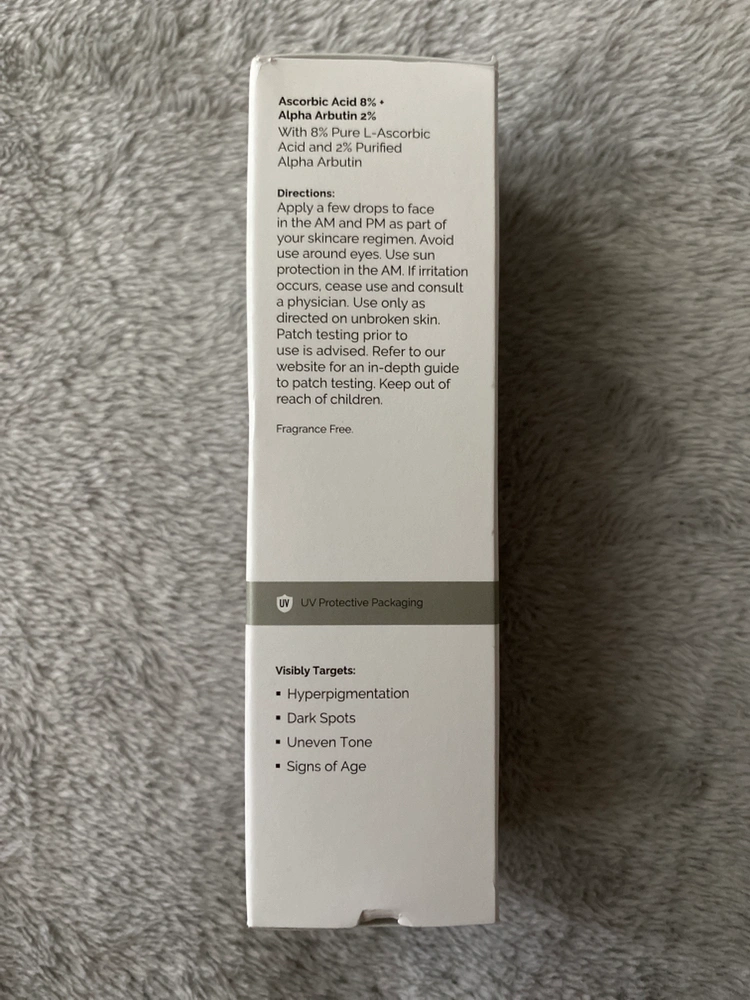 Ascorbic Acid 8% +
Alpha Arbutin 2%
With 8% Pure L-Ascorbic
Acid and 2% Purified
Alpha Arbutin
Directions:
Apply a few drops to face
in the AM and PM as part of
your skincare regimen. Avoid
use around eyes. Use sun
protection in the AM. If irritation
occurs, cease use and consult
a physician. Use only as
directed on unbroken skin.
Patch testing prior to
use is advised. Refer to our
website for an in-depth guide
to patch testing. Keep out of
reach of children.
Fragrance Free.
UV UV Protective Packaging
Visibly Targets:
▪ Hyperpigmentation
▪ Dark Spots
▪ Uneven Tone
▪ Signs of Age